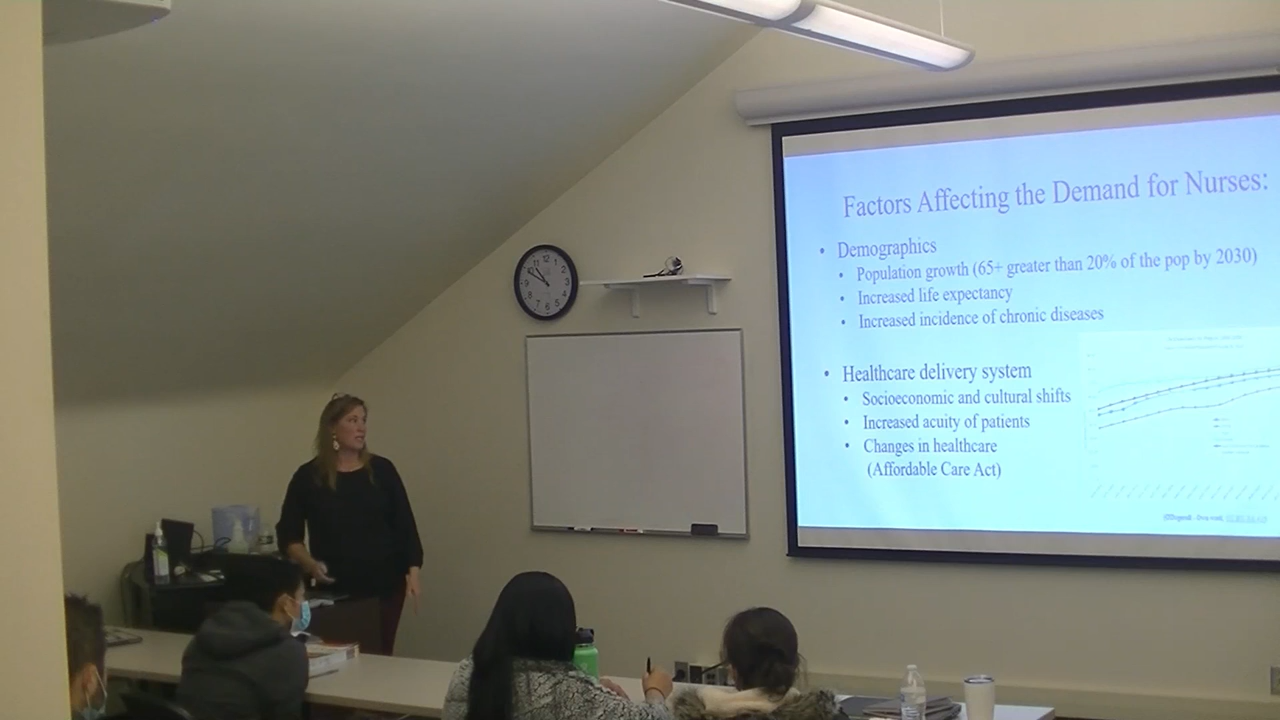 Factors Affecting the Demand for Nurses:
• Demographics
• Population growth (65+ greater than 20% of the pop by 2030)
• Increased life expectancy
• Increased incidence of chronic diseases
• Healthcare delivery system
• Socioeconomic and cultural shifts
• Increased acuity of patients
• Changes in healthcare
(Affordable Care Act)